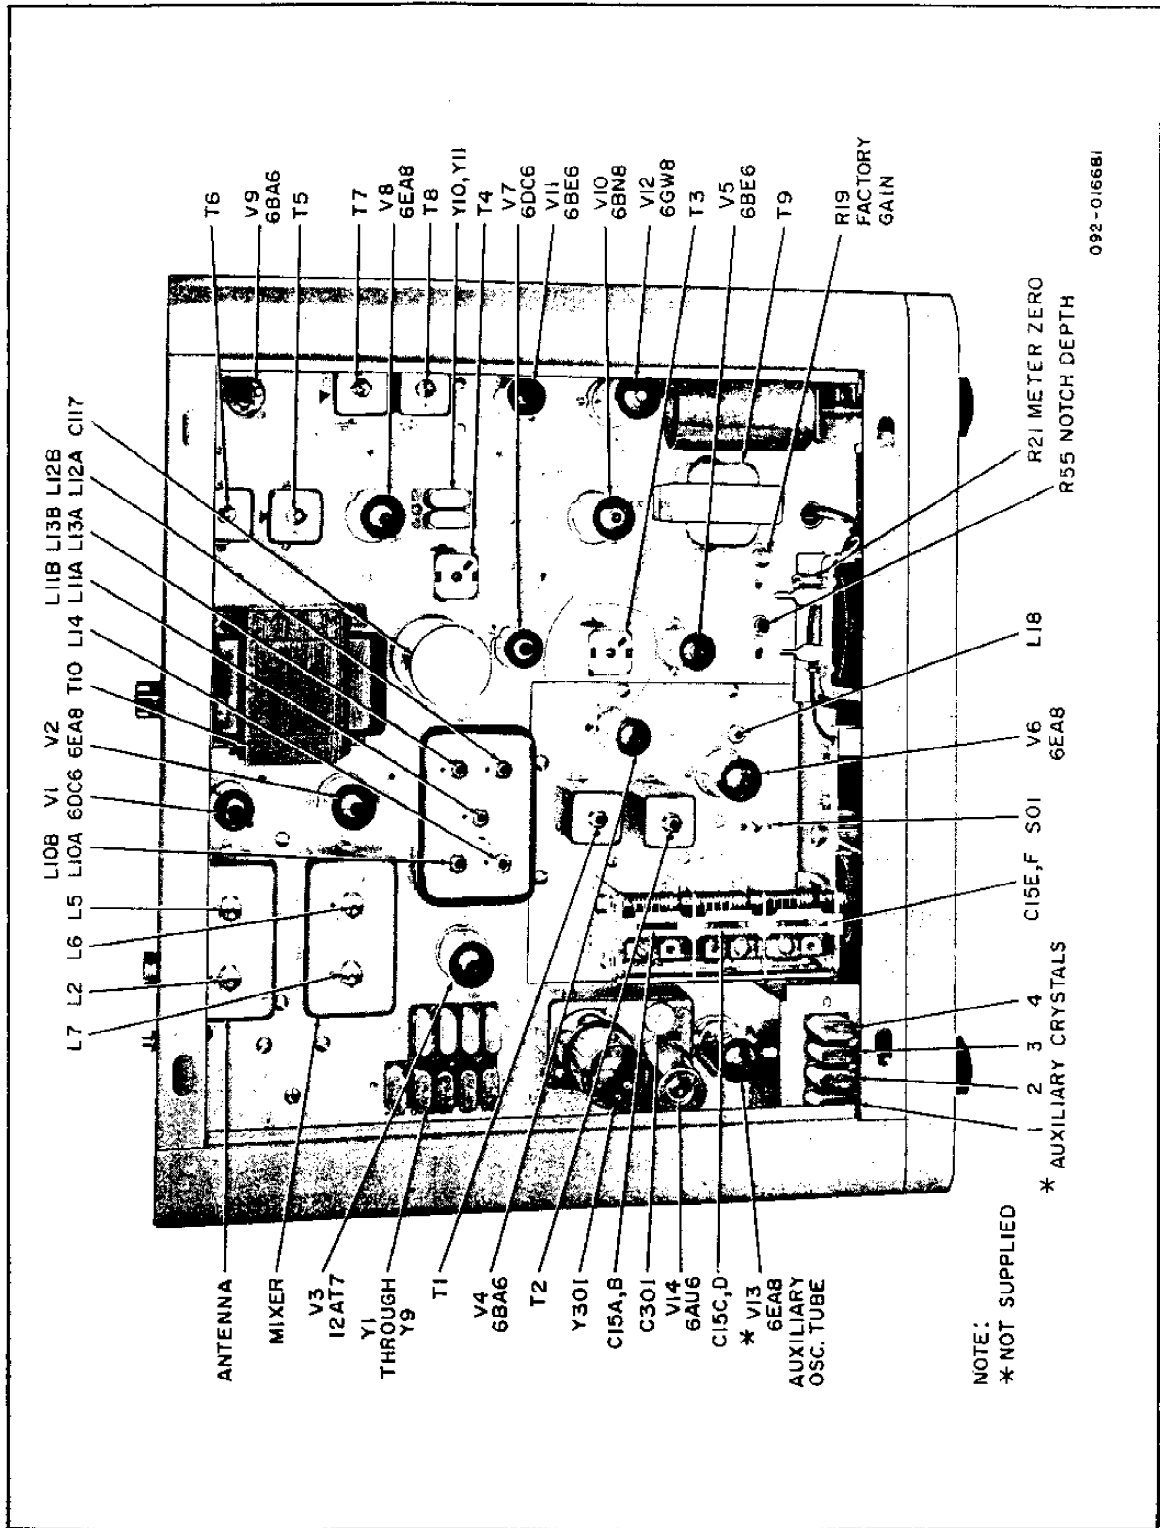 L10B V1 V2 L11B L13B L12B
L7 L2 L6 L5 L10A 6DC6 6EA8 T10 L14 L11A L13A L12A C117
ANTENNA
MIXER
V3
12AT7
Y1
THROUGH
Y9
T1
V4
6BA6
T2
Y301
C15A,B
C301
V14
6AU6
C15C,D
* V13
6EA8
AUXILIARY
OSC. TUBE
T6
V9
6BA6
T5
T7
V8
6EA8
T8
Y10,Y11
T4
V7
6DC6
V11
6BE6
V10
6BN8
V12
6GW8
T3
V5
6BE6
T9
R19
FACTORY
GAIN
R21 METER ZERO
R55 NOTCH DEPTH
1 2 3 4 C15E,F SO1 V6 L18
6EA8
* AUXILIARY CRYSTALS
NOTE:
* NOT SUPPLIED
092-016681